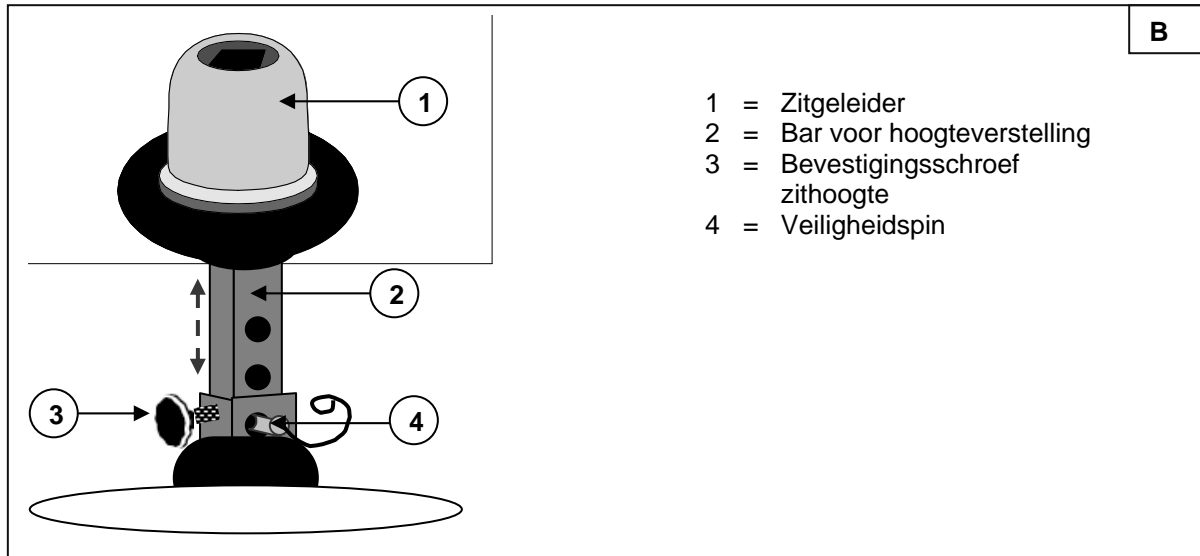 B
1
2
3
4
1 = Zitgeleider
2 = Bar voor hoogteverstelling
3 = Bevestigingsschroef
zithoogte
4 = Veiligheidspin